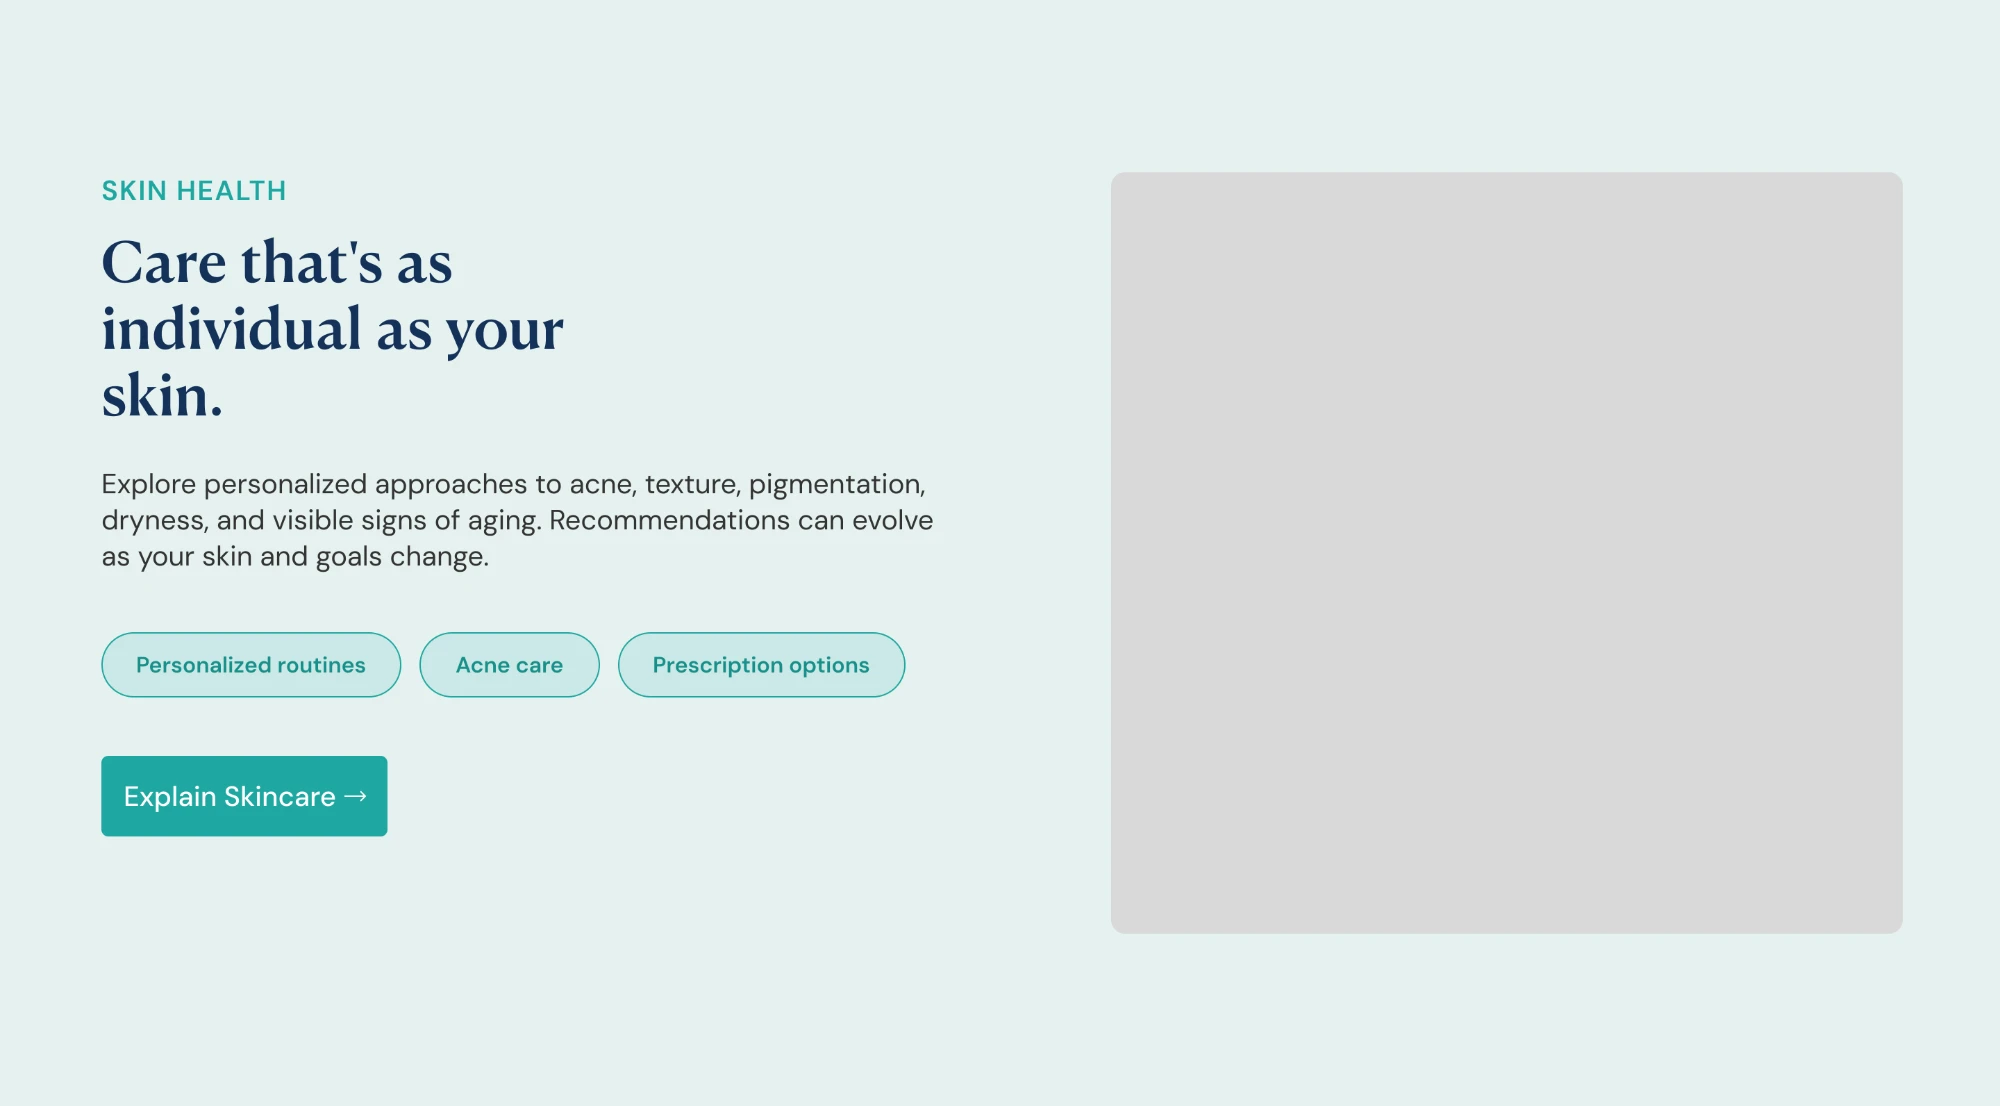 SKIN HEALTH
Care that's as
individual as your
skin.
Explore personalized approaches to acne, texture, pigmentation,
dryness, and visible signs of aging. Recommendations can evolve
as your skin and goals change.
Personalized routines
Acne care
Prescription options
Explain Skincare →